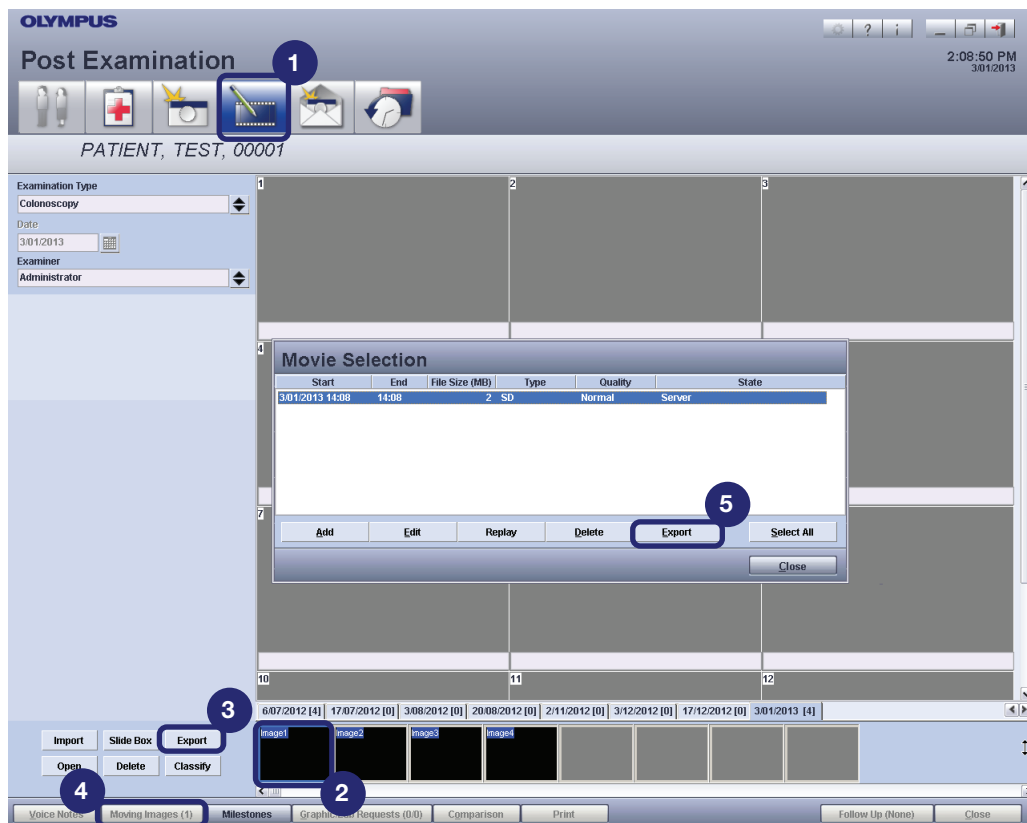 OLYMPUS
? i
Post Examination
2:08:50 PM
3/01/2013
1
PATIENT, TEST, 00001
Examination Type
Colonoscopy
Date
3/01/2013
Examiner
Administrator
1 2 3
4
Movie Selection
Start End File Size (MB) Type Quality State
3/01/2013 14:08 14:08 2 SD Normal Server
5
7
Add Edit Replay Delete Export Select All
Close
10 11 12
3
6/07/2012 [4] 17/07/2012 [0] 3/08/2012 [0] 20/08/2012 [0] 2/11/2012 [0] 3/12/2012 [0] 17/12/2012 [0] 3/01/2013 [4]
Image1 Image2 Image3 Image4
Import Slide Box Export
Open Delete Classify
4
2
Voice Notes Moving Images (1) Milestones Requests (0/0) Comparison Print Follow Up (None) Close